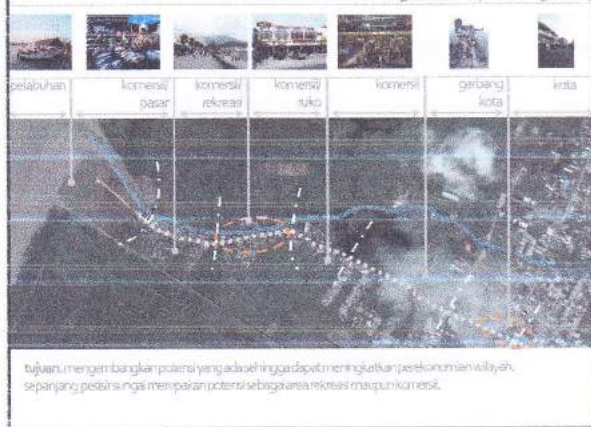 pelabuhan
komersil/
pasar
komersil/
rekreasi
komersil/
ruko
komersil
gerbang
kota
kota
tujuan. mengembangkan potensi yang ada sehingga dapat meningkatkan perekonomian wilayah.
sepanjang pesisir sungai merupakan potensi sebagai area rekreasi maupun komersil.